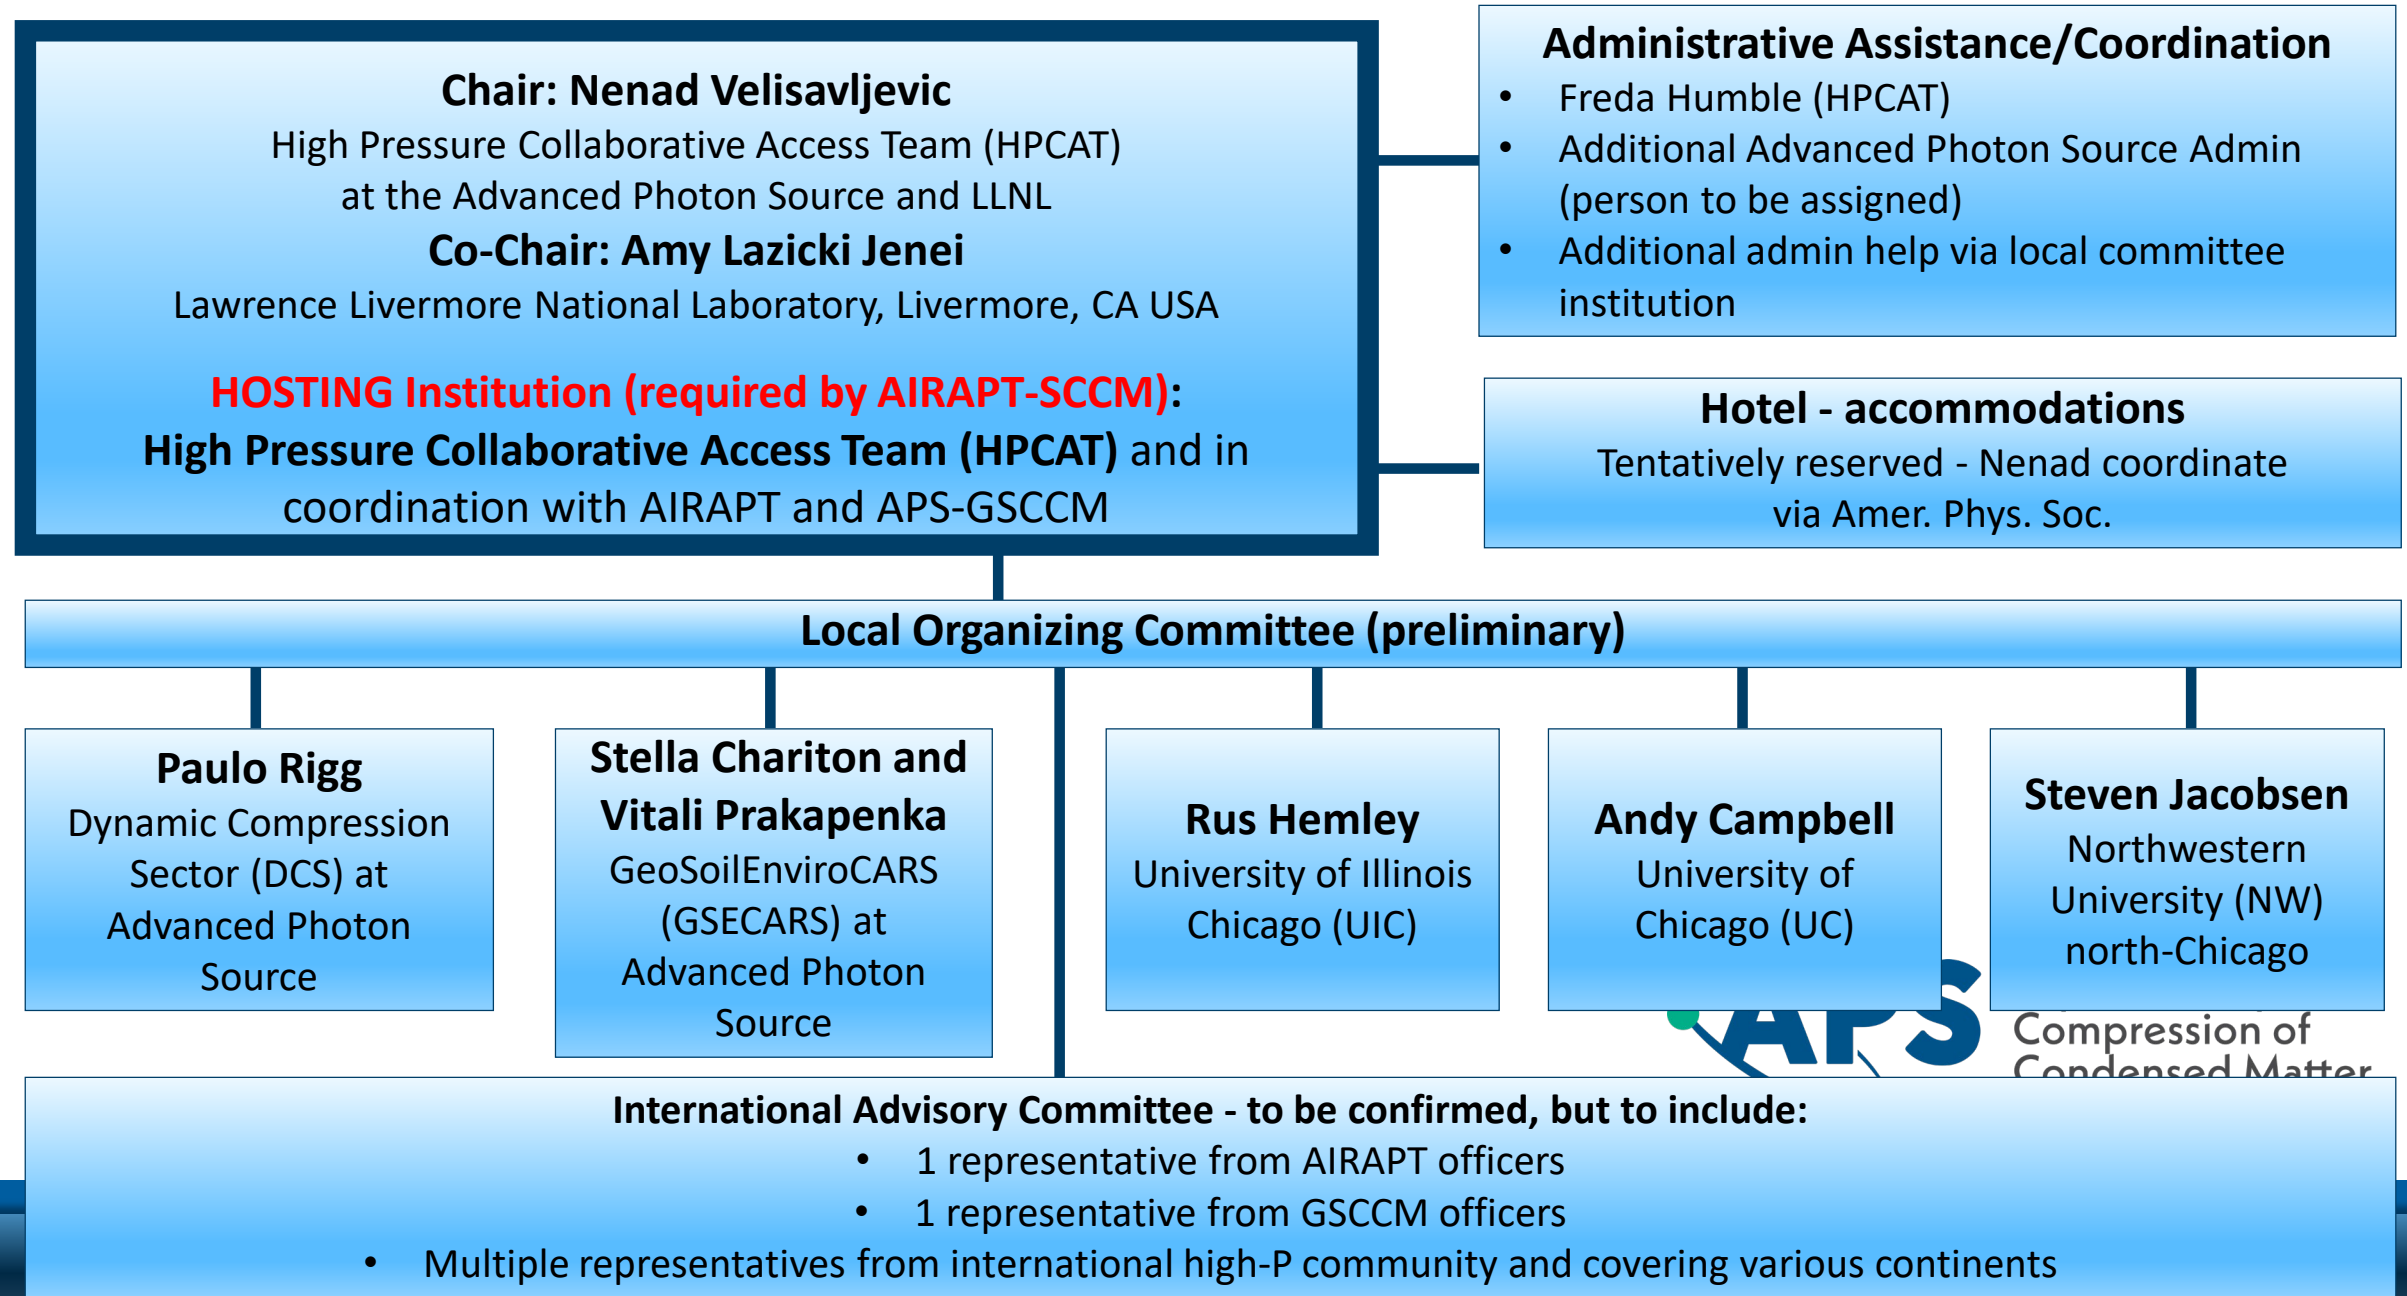 Chair: Nenad Velisavljevic
High Pressure Collaborative Access Team (HPCAT)
at the Advanced Photon Source and LLNL
Co-Chair: Amy Lazicki Jenei
Lawrence Livermore National Laboratory, Livermore, CA USA
HOSTING Institution (required by AIRAPT-SCCM):
High Pressure Collaborative Access Team (HPCAT) and in
coordination with AIRAPT and APS-GSCCM
Administrative Assistance/Coordination
• Freda Humble (HPCAT)
• Additional Advanced Photon Source Admin
(person to be assigned)
• Additional admin help via local committee
institution
Hotel - accommodations
Tentatively reserved - Nenad coordinate
via Amer. Phys. Soc.
Local Organizing Committee (preliminary)
Paulo Rigg
Dynamic Compression
Sector (DCS) at
Advanced Photon
Source
Stella Chariton and
Vitali Prakapenka
GeoSoilEnviroCARS
(GSECARS) at
Advanced Photon
Source
Rus Hemley
University of Illinois
Chicago (UIC)
Andy Campbell
University of
Chicago (UC)
Steven Jacobsen
Northwestern
University (NW)
north-Chicago
APS
Compression of
Condensed Matter
International Advisory Committee - to be confirmed, but to include:
• 1 representative from AIRAPT officers
• 1 representative from GSCCM officers
• Multiple representatives from international high-P community and covering various continents